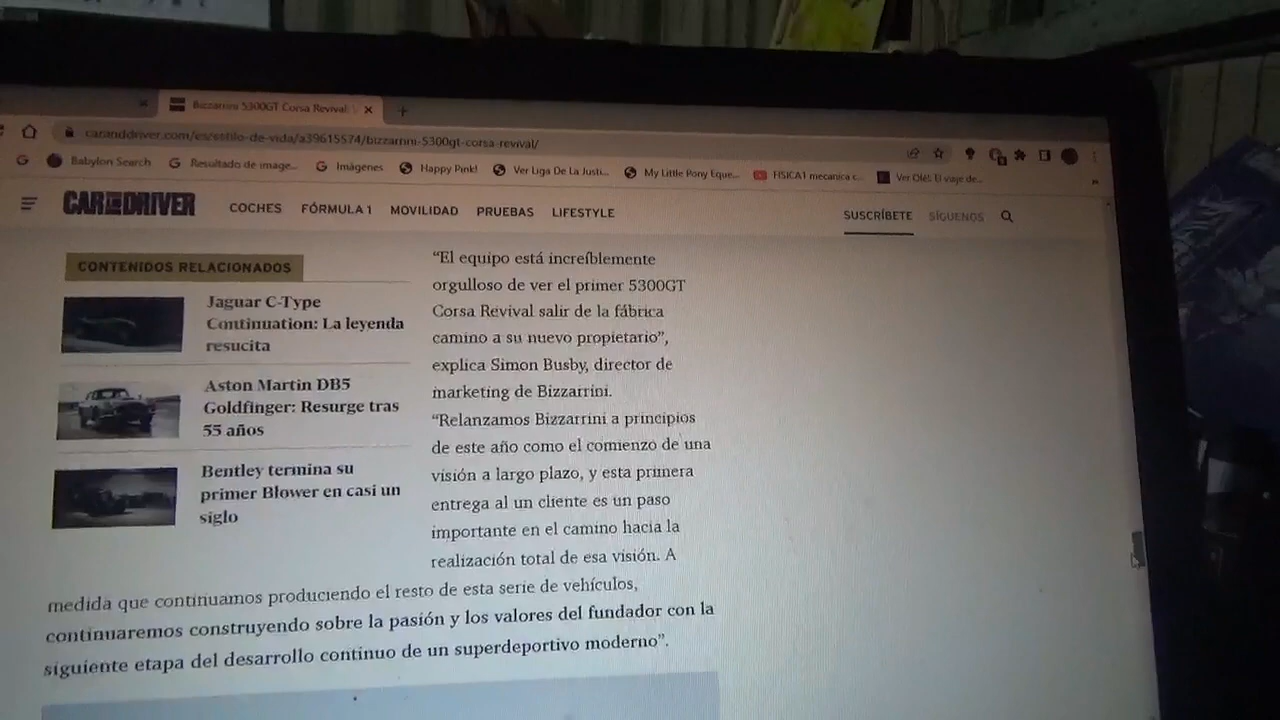 Bizzarrini 5300GT Corsa Revival:
caranddriver.com/es/estilo-de-vida/a39615574/bizzarrini-5300gt-corsa-revival/
Babylon Search
Resultado de image...
Imágenes
Happy Pink!
Ver Liga De La Justi...
My Little Pony Eque...
FISICA1 mecanica c...
Ver Olé!: El viaje de...
CAR AND DRIVER
COCHES
FÓRMULA 1
MOVILIDAD
PRUEBAS
LIFESTYLE
SUSCRÍBETE
SÍGUENOS
CONTENIDOS RELACIONADOS
Jaguar C-Type
Continuation: La leyenda
resucita
Aston Martin DB5
Goldfinger: Resurge tras
55 años
Bentley termina su
primer Blower en casi un
siglo
“El equipo está increíblemente
orgulloso de ver el primer 5300GT
Corsa Revival salir de la fábrica
camino a su nuevo propietario”,
explica Simon Busby, director de
marketing de Bizzarrini.
“Relanzamos Bizzarrini a principios
de este año como el comienzo de una
visión a largo plazo, y esta primera
entrega al un cliente es un paso
importante en el camino hacia la
realización total de esa visión. A
medida que continuamos produciendo el resto de esta serie de vehículos,
continuaremos construyendo sobre la pasión y los valores del fundador con la
siguiente etapa del desarrollo continuo de un superdeportivo moderno”.